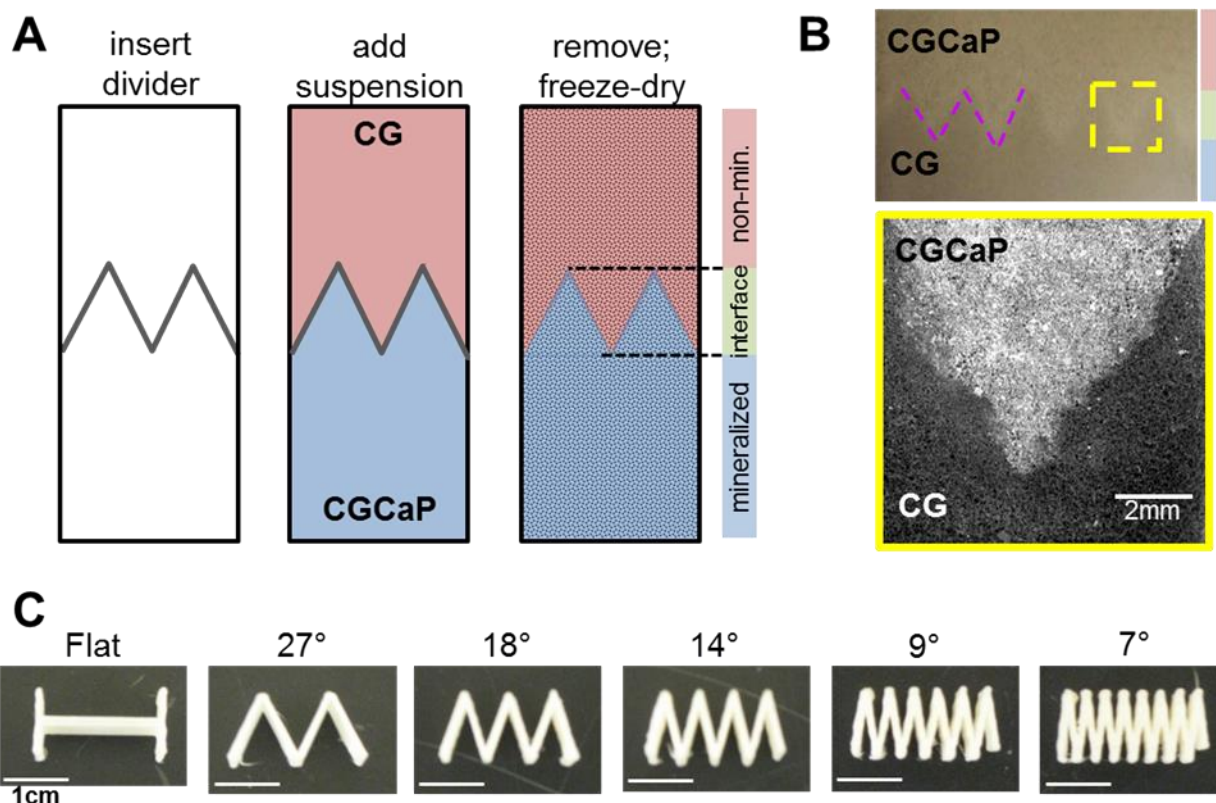 A
insert
divider
add
suspension
remove;
freeze-dry
CG
CGCaP
non-min.
interface
mineralized
B
CGCaP
CG
CGCaP
CG
2mm
C
Flat
27°
18°
14°
9°
7°
1cm